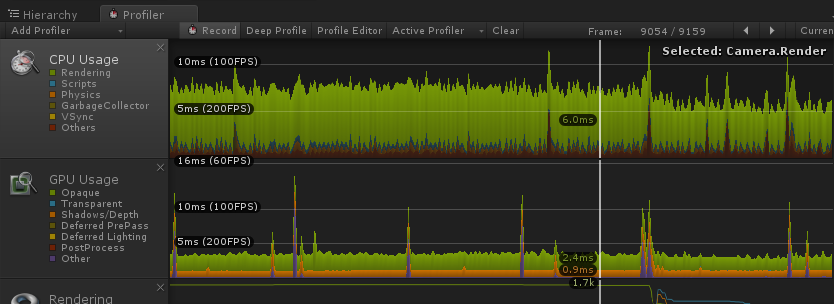 Hierarchy Profiler
Add Profiler Record Deep Profile Profile Editor Active Profiler Clear Frame: 9054 / 9159 Curren
CPU Usage
Rendering
Scripts
Physics
GarbageCollector
VSync
Others
10ms (100FPS)
5ms (200FPS)
Selected: Camera.Render
6.0ms
GPU Usage
Opaque
Transparent
Shadows/Depth
Deferred PrePass
Deferred Lighting
PostProcess
Other
16ms (60FPS)
10ms (100FPS)
5ms (200FPS)
2.4ms
0.9ms
Rendering
1.7k